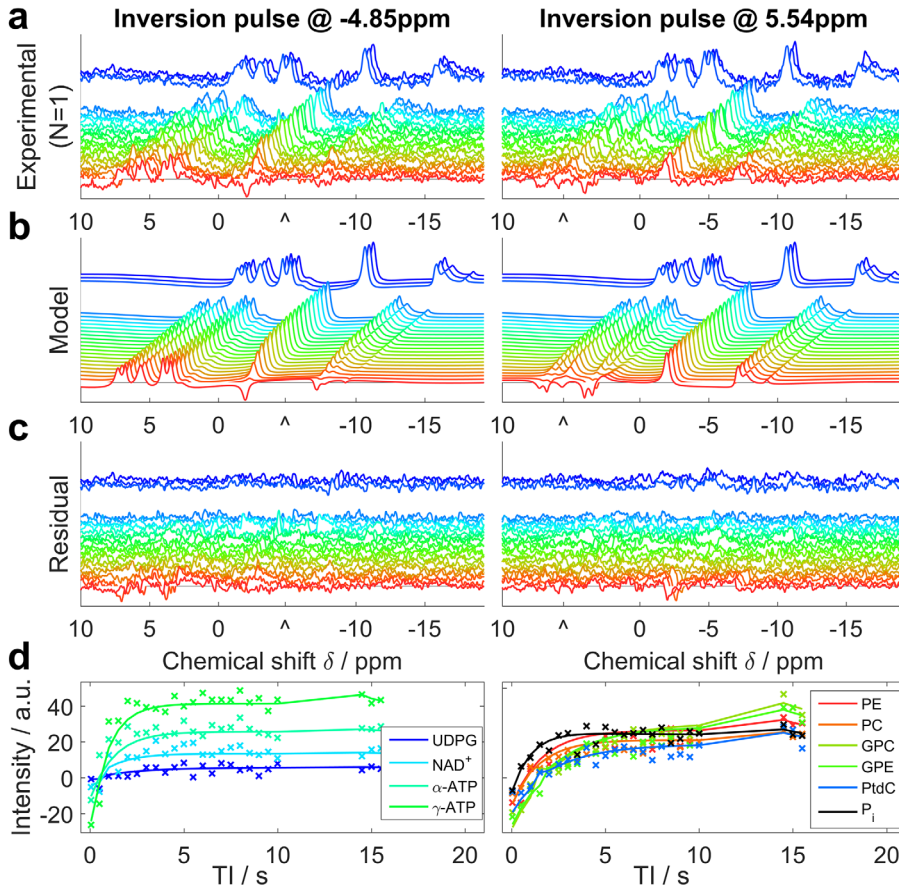 a
Inversion pulse @ -4.85ppm
Inversion pulse @ 5.54ppm
Experimental
(N=1)
10 5 0 ^ -10 -15
10 ^ 0 -5 -10 -15
b
Model
10 5 0 ^ -10 -15
10 ^ 0 -5 -10 -15
c
Residual
10 5 0 ^ -10 -15
10 ^ 0 -5 -10 -15
Chemical shift δ / ppm
Chemical shift δ / ppm
d
Intensity / a.u.
40
20
0
-20
UDPG
NAD+
α-ATP
γ-ATP
0 5 10 15 20
TI / s
PE
PC
GPC
GPE
PtdC
Pi
0 5 10 15 20
TI / s